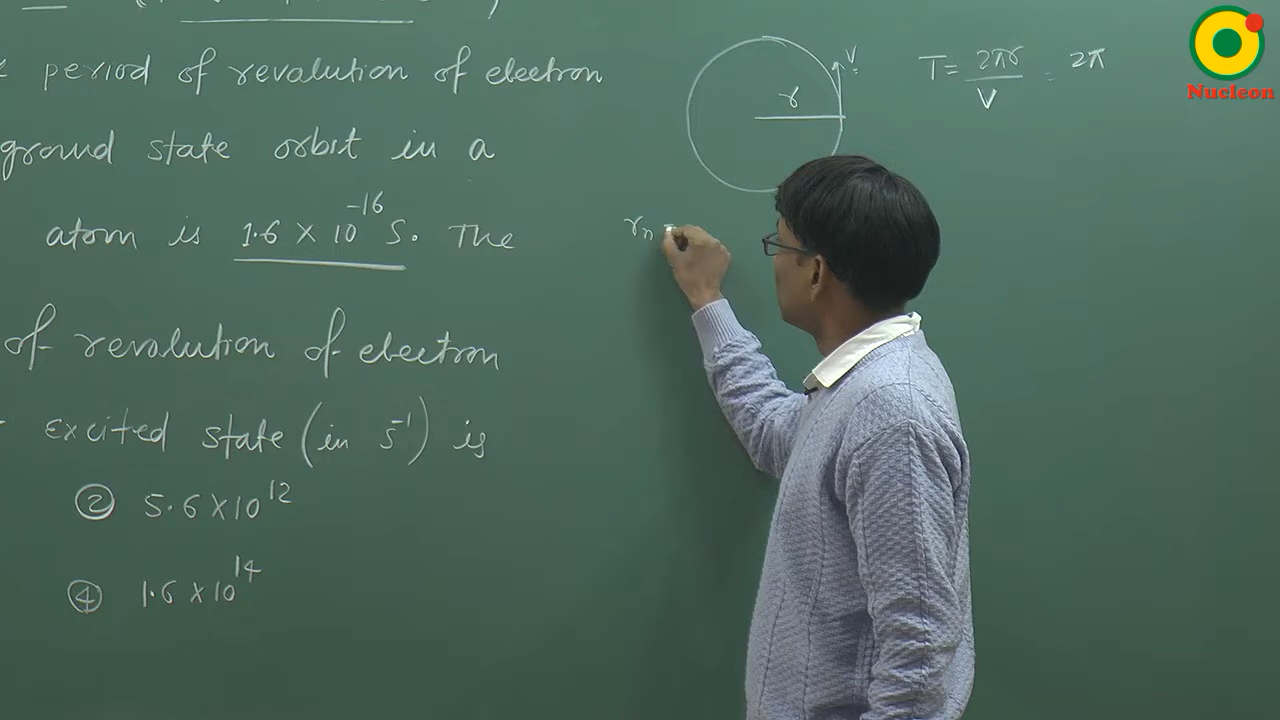 period of revolution of electron
ground state orbit in a
atom is 1.6 × 10⁻¹⁶ S. The
of revolution of electron
excited state (in s⁻¹) is
② 5.6 × 10¹²
④ 1.6 × 10¹⁴
r
v
T = 2πr / V = 2π
rₙ
Nucleon